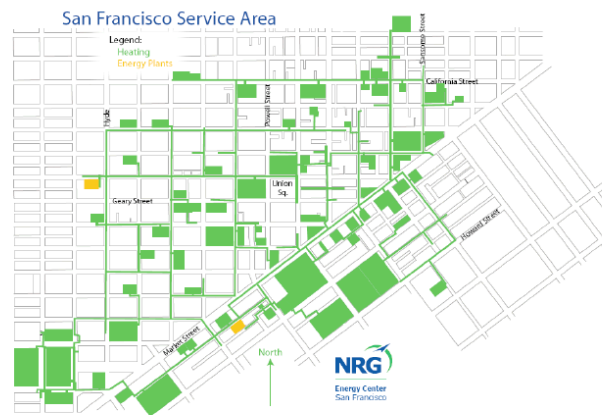 San Francisco Service Area
Legend:
Heating
Energy Plants
Sansome Street
California Street
Powell Street
Hyde
Union
Sq.
Geary Street
Howard Street
Market Street
North
NRG
Energy Center
San Francisco